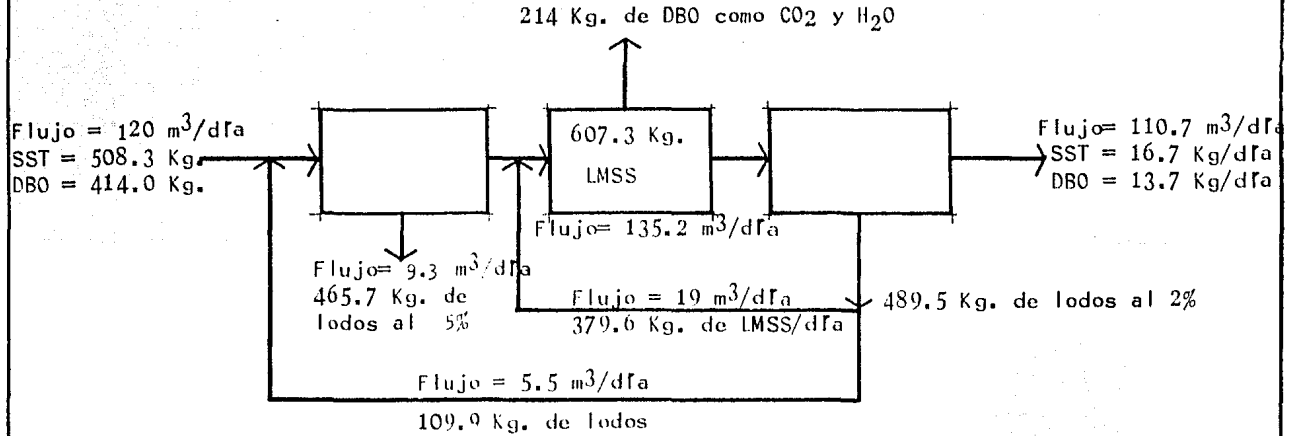 214 Kg. de DBO como CO2 y H2O
Flujo = 120 m3/día
SST = 508.3 Kg.
DBO = 414.0 Kg.
607.3 Kg.
LMSS
Flujo= 110.7 m3/día
SST = 16.7 Kg/día
DBO = 13.7 Kg/día
Flujo= 135.2 m3/día
Flujo= 9.3 m3/día
465.7 Kg. de
lodos al 5%
Flujo = 19 m3/día
379.6 Kg. de LMSS/día
489.5 Kg. de lodos al 2%
Flujo = 5.5 m3/día
109.9 Kg. de lodos